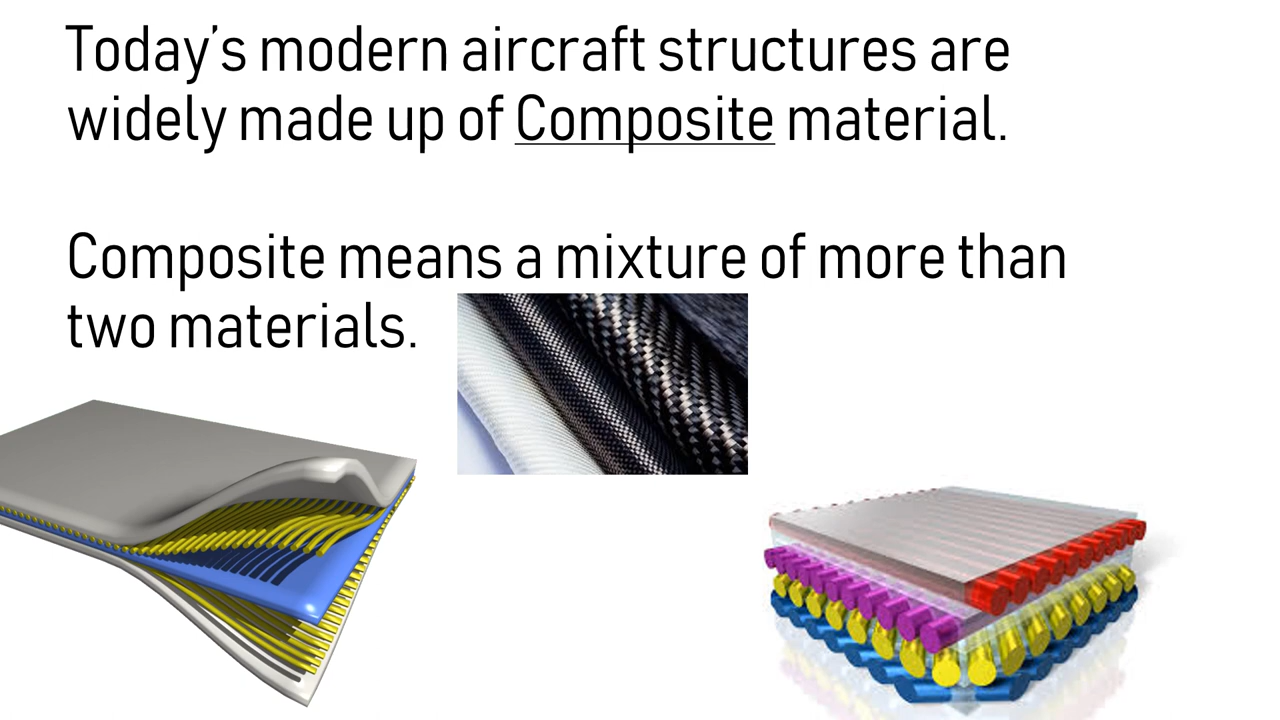 Today’s modern aircraft structures are
widely made up of Composite material.
Composite means a mixture of more than
two materials.